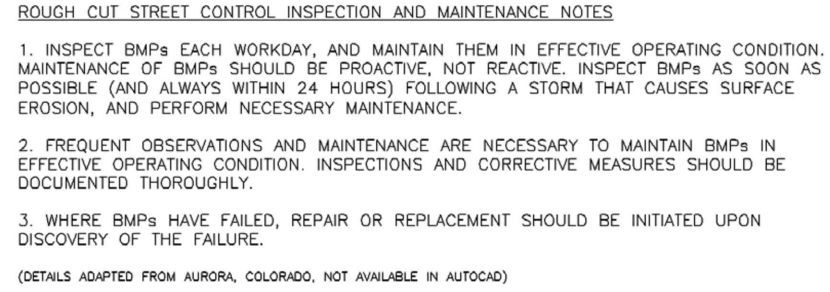 ROUGH CUT STREET CONTROL INSPECTION AND MAINTENANCE NOTES
1. INSPECT BMPs EACH WORKDAY, AND MAINTAIN THEM IN EFFECTIVE OPERATING CONDITION.
MAINTENANCE OF BMPs SHOULD BE PROACTIVE, NOT REACTIVE. INSPECT BMPs AS SOON AS
POSSIBLE (AND ALWAYS WITHIN 24 HOURS) FOLLOWING A STORM THAT CAUSES SURFACE
EROSION, AND PERFORM NECESSARY MAINTENANCE.
2. FREQUENT OBSERVATIONS AND MAINTENANCE ARE NECESSARY TO MAINTAIN BMPs IN
EFFECTIVE OPERATING CONDITION. INSPECTIONS AND CORRECTIVE MEASURES SHOULD BE
DOCUMENTED THOROUGHLY.
3. WHERE BMPs HAVE FAILED, REPAIR OR REPLACEMENT SHOULD BE INITIATED UPON
DISCOVERY OF THE FAILURE.
(DETAILS ADAPTED FROM AURORA, COLORADO, NOT AVAILABLE IN AUTOCAD)